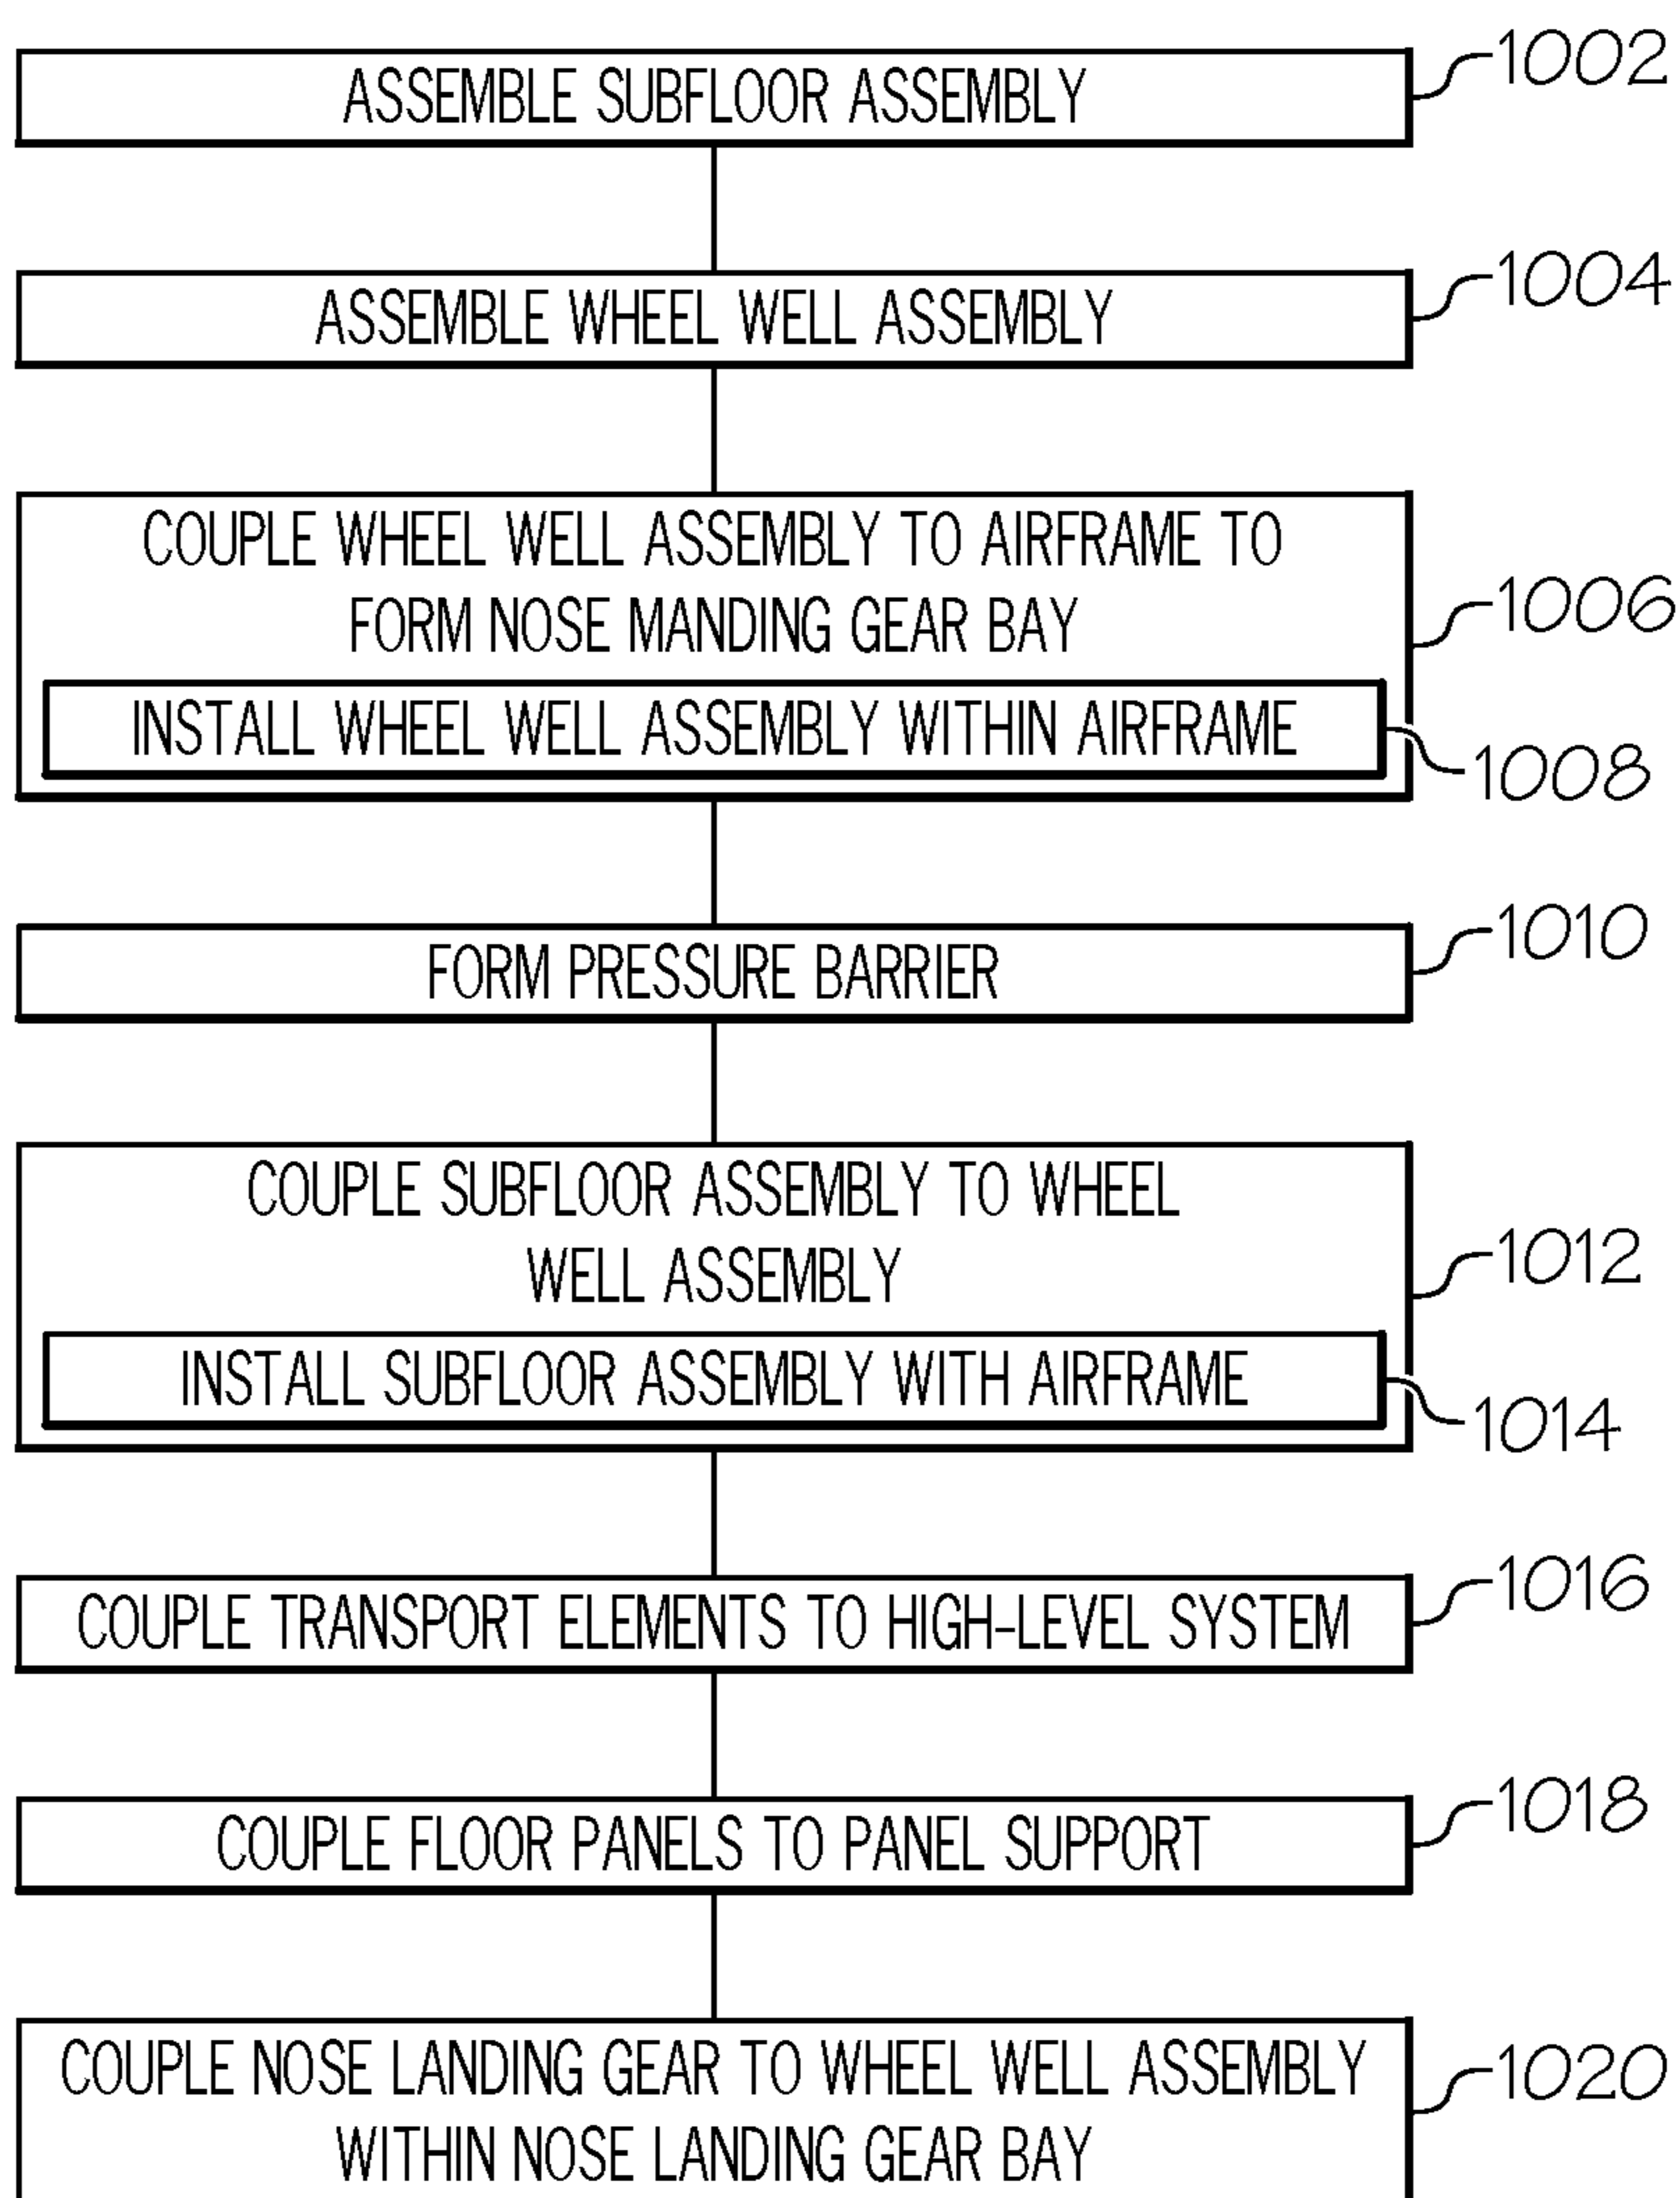 ASSEMBLE SUBFLOOR ASSEMBLY
1002
ASSEMBLE WHEEL WELL ASSEMBLY
1004
COUPLE WHEEL WELL ASSEMBLY TO AIRFRAME TO
FORM NOSE MANDING GEAR BAY
1006
INSTALL WHEEL WELL ASSEMBLY WITHIN AIRFRAME
1008
FORM PRESSURE BARRIER
1010
COUPLE SUBFLOOR ASSEMBLY TO WHEEL
WELL ASSEMBLY
1012
INSTALL SUBFLOOR ASSEMBLY WITH AIRFRAME
1014
COUPLE TRANSPORT ELEMENTS TO HIGH-LEVEL SYSTEM
1016
COUPLE FLOOR PANELS TO PANEL SUPPORT
1018
COUPLE NOSE LANDING GEAR TO WHEEL WELL ASSEMBLY
WITHIN NOSE LANDING GEAR BAY
1020